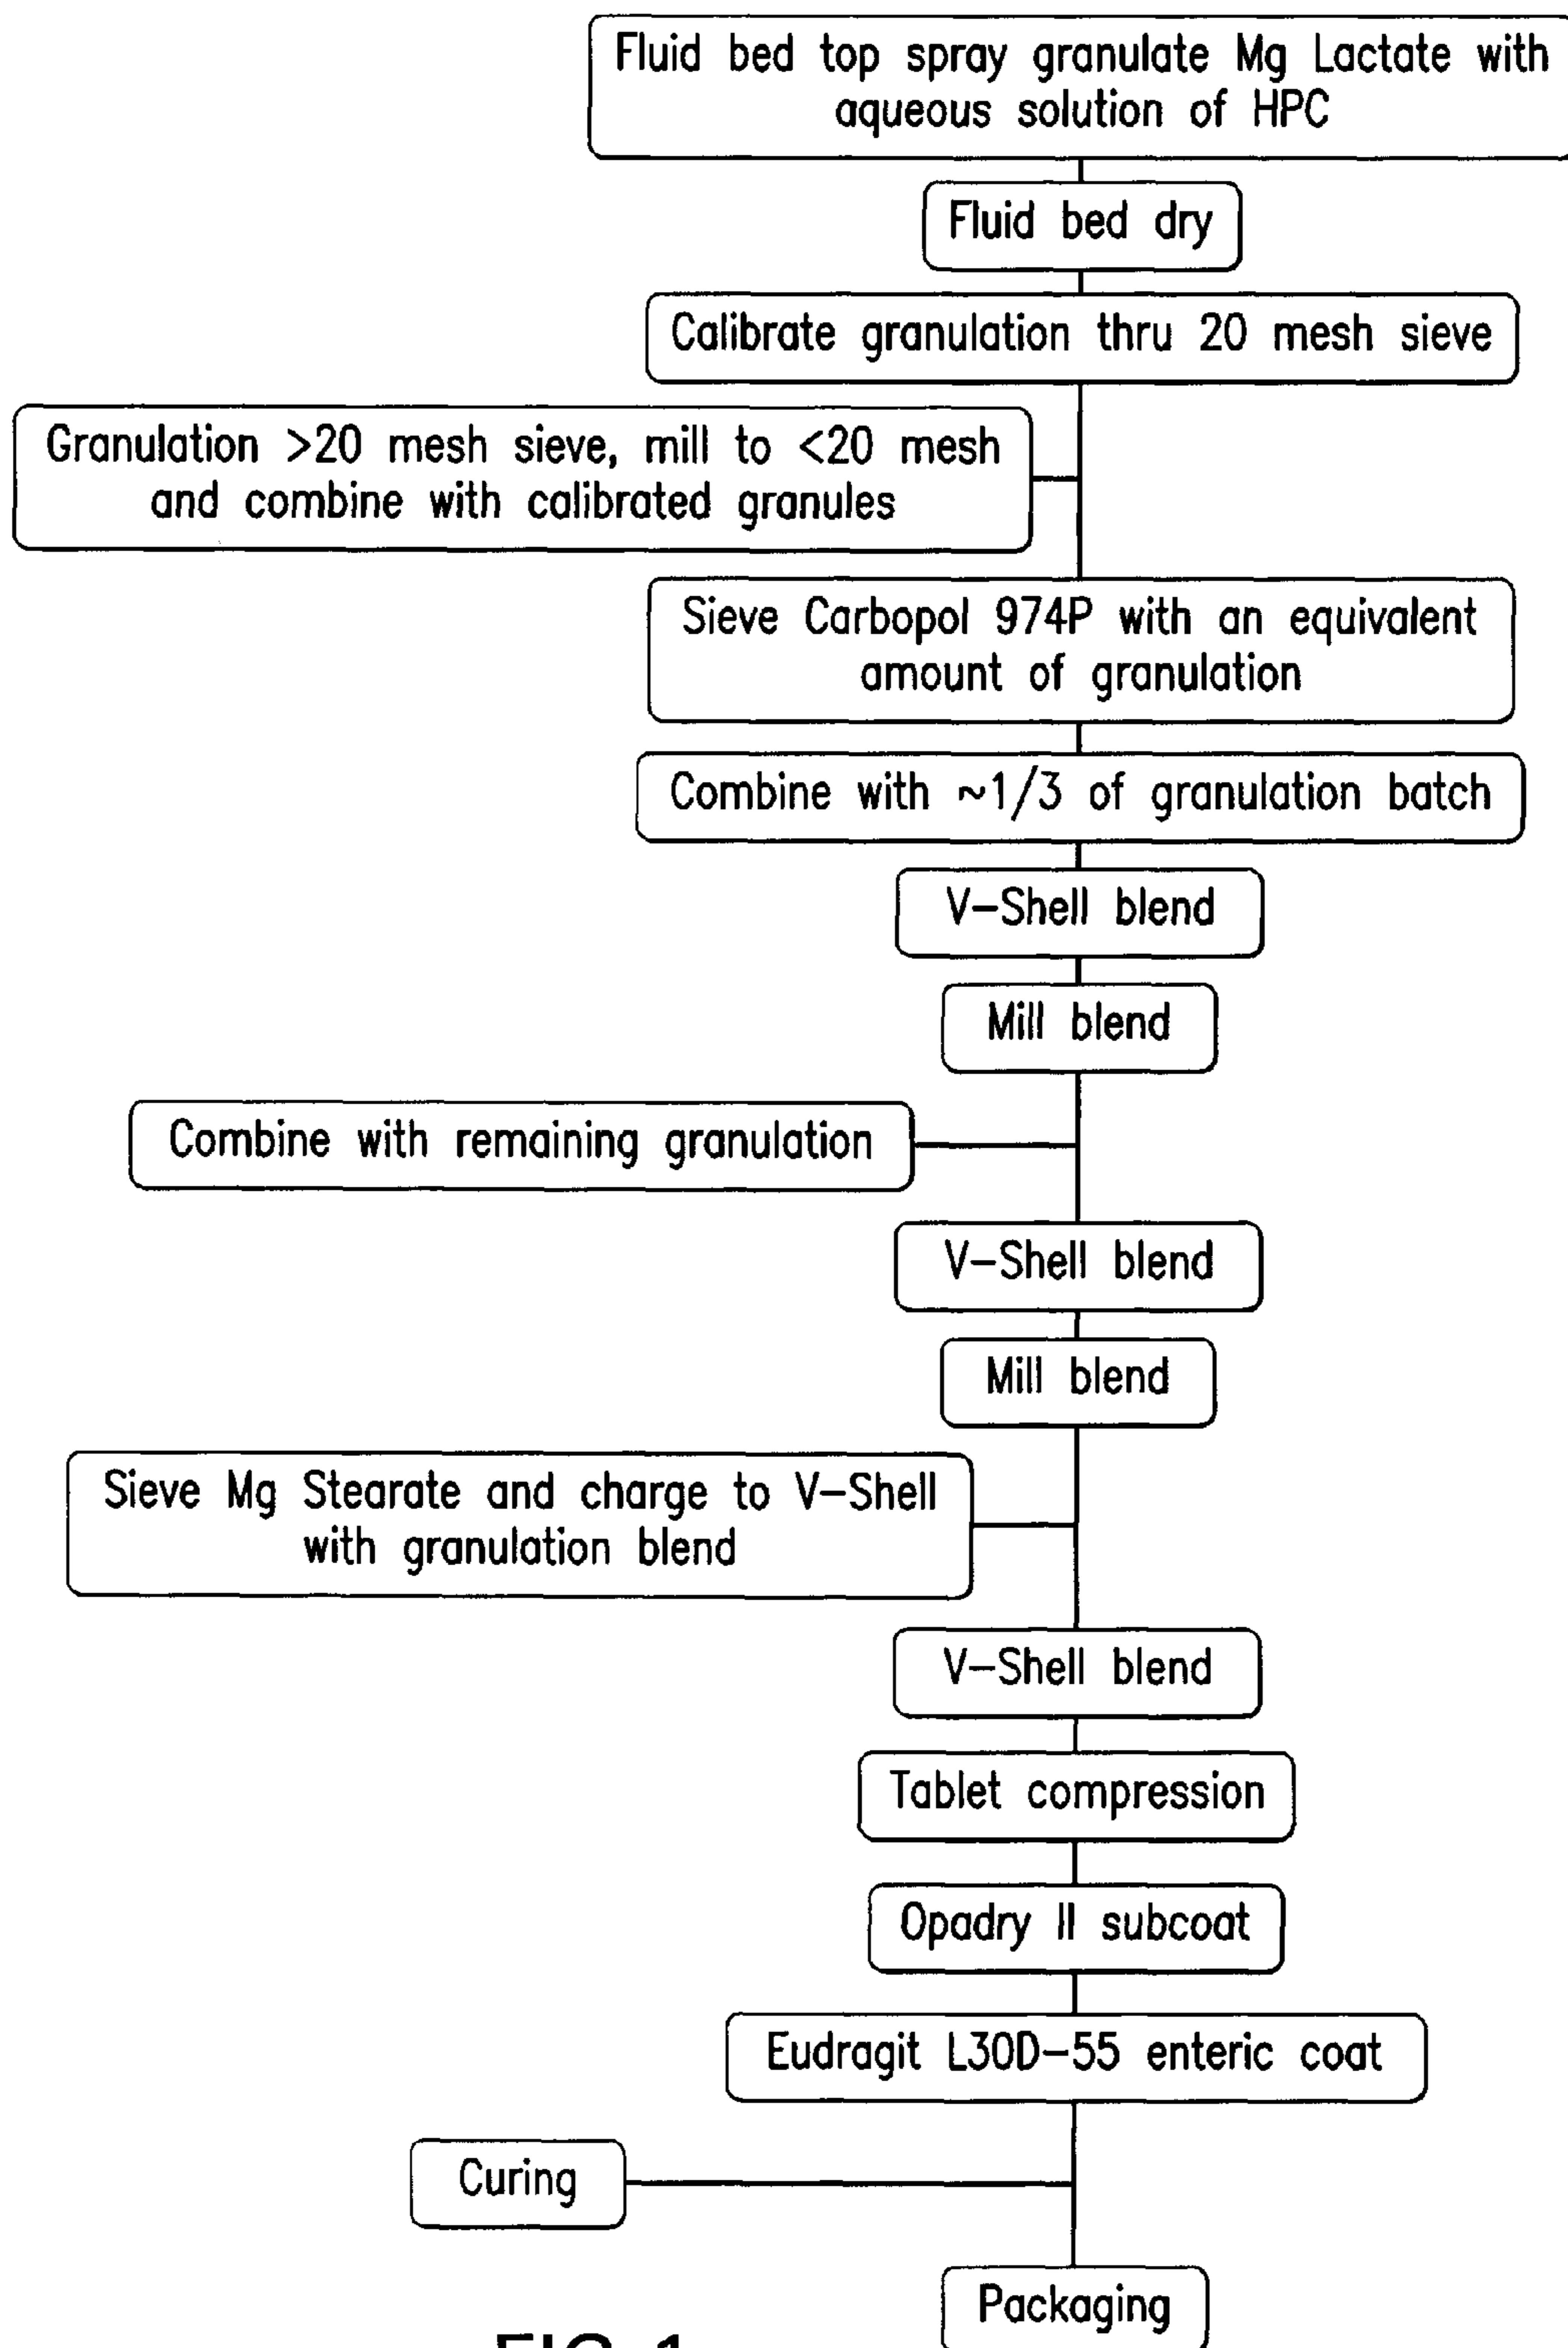 Fluid bed top spray granulate Mg Lactate with
aqueous solution of HPC
Fluid bed dry
Calibrate granulation thru 20 mesh sieve
Granulation >20 mesh sieve, mill to <20 mesh
and combine with calibrated granules
Sieve Carbopol 974P with an equivalent
amount of granulation
Combine with ~1/3 of granulation batch
V-Shell blend
Mill blend
Combine with remaining granulation
V-Shell blend
Mill blend
Sieve Mg Stearate and charge to V-Shell
with granulation blend
V-Shell blend
Tablet compression
Opadry II subcoat
Eudragit L30D-55 enteric coat
Curing
Packaging
FIG. 1